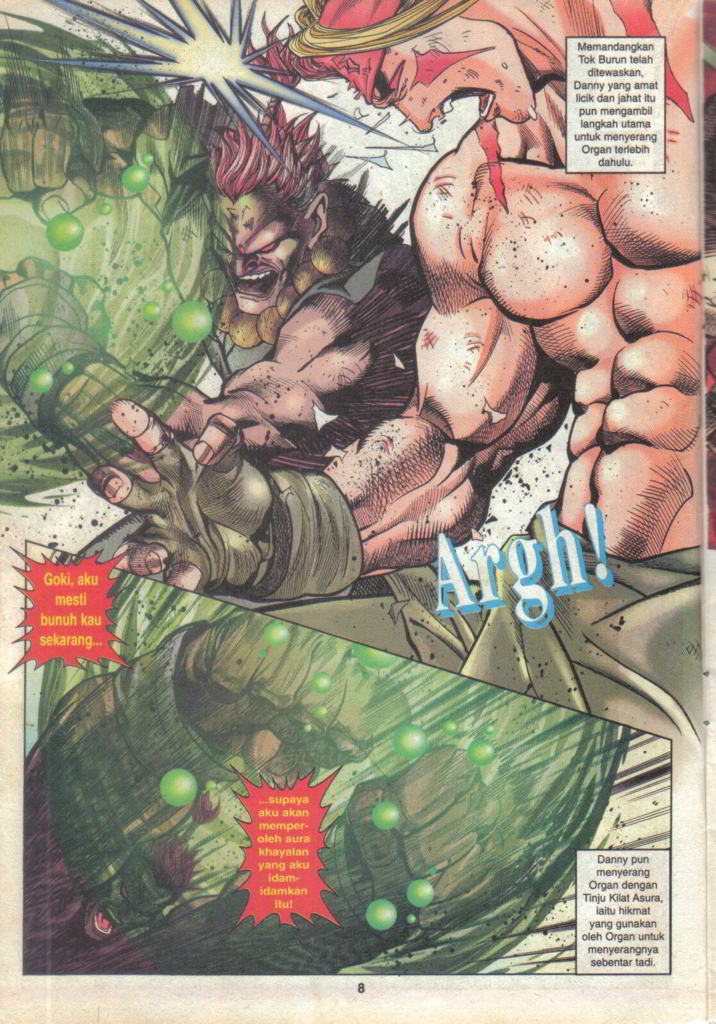 Memandangkan
Tok Burun telah
ditewaskan,
Danny yang amat
licik dan jahat itu
pun mengambil
langkah utama
untuk menyerang
Organ terlebih
dahulu.
Argh!
Goki, aku
mesti
bunuh kau
sekarang...
...supaya
aku akan
memper-
oleh aura
khayalan
yang aku
idam-
idamkan
itu!
Danny pun
menyerang
Organ dengan
Tinju Kilat Asura,
iaitu hikmat
yang gunakan
oleh Organ untuk
menyerangnya
sebentar tadi.
8